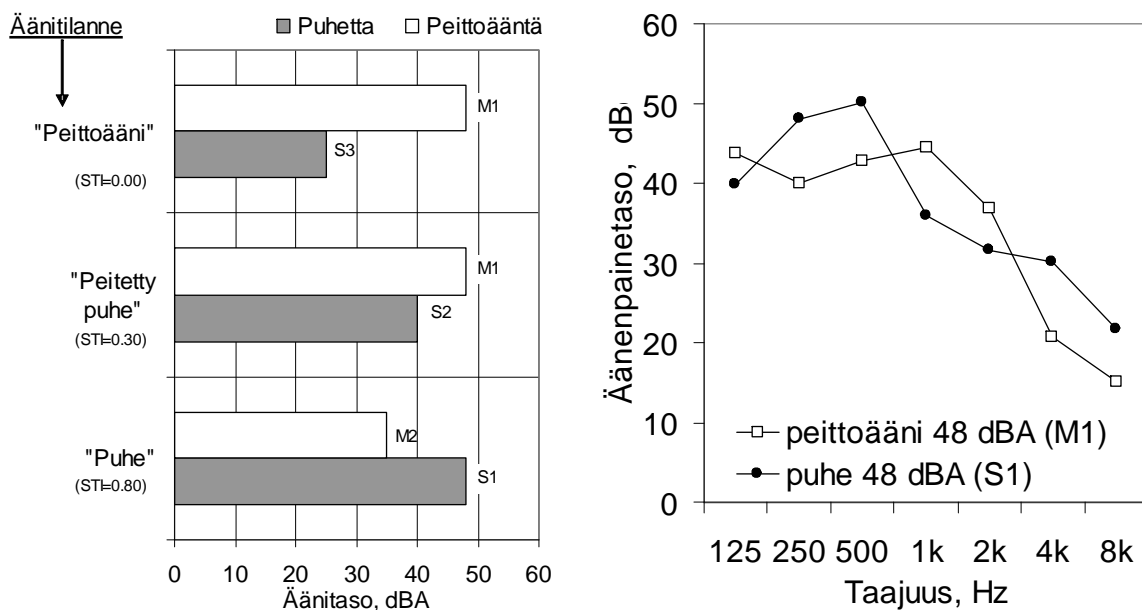 Äänitilanne
Puhetta
Peittoääntä
"Peittoääni"
(STI=0.00)
M1
S3
"Peitetty
puhe"
(STI=0.30)
M1
S2
"Puhe"
(STI=0.80)
M2
S1
0 10 20 30 40 50 60
Äänitaso, dBA
Äänenpainetaso, dB
60
50
40
30
20
10
0
peittoääni 48 dBA (M1)
puhe 48 dBA (S1)
125 250 500 1k 2k 4k 8k
Taajuus, Hz